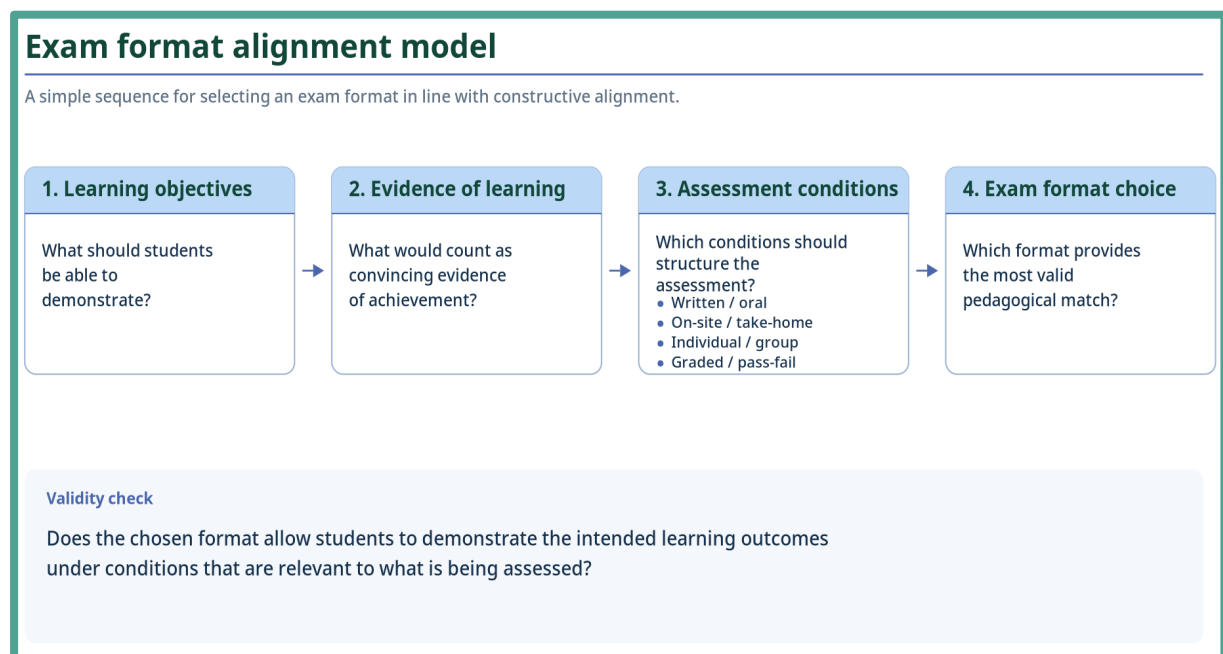 Exam format alignment model
A simple sequence for selecting an exam format in line with constructive alignment.
1. Learning objectives
What should students
be able to
demonstrate?
2. Evidence of learning
What would count as
convincing evidence
of achievement?
3. Assessment conditions
Which conditions should
structure the
assessment?
• Written / oral
• On-site / take-home
• Individual / group
• Graded / pass-fail
4. Exam format choice
Which format provides
the most valid
pedagogical match?
Validity check
Does the chosen format allow students to demonstrate the intended learning outcomes
under conditions that are relevant to what is being assessed?